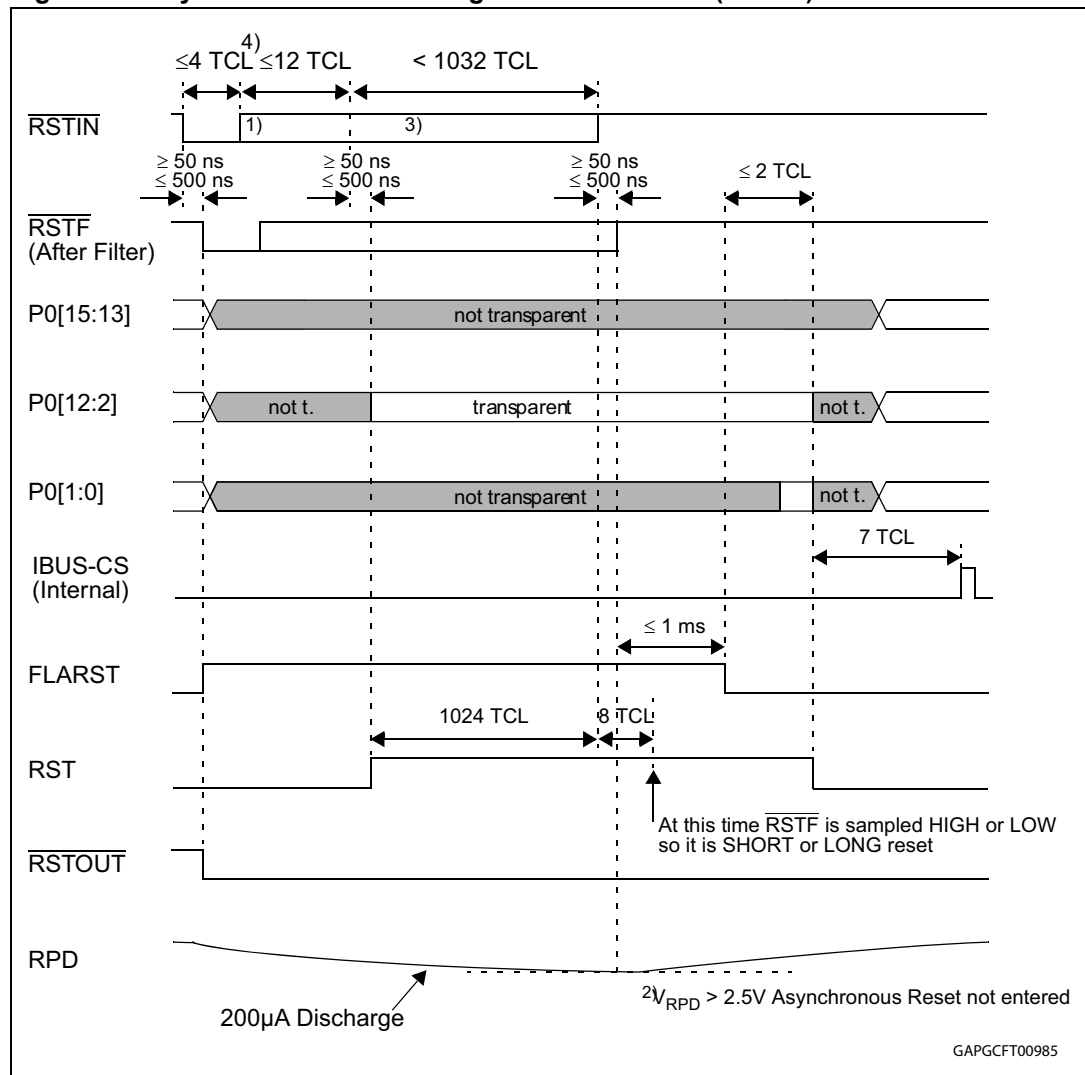 4)
≤4 TCL ≤12 TCL < 1032 TCL
RSTIN
1) 3)
≥ 50 ns ≥ 50 ns ≥ 50 ns
≤ 500 ns ≤ 500 ns ≤ 500 ns
≤ 2 TCL
RSTF
(After Filter)
P0[15:13] not transparent
P0[12:2] not t. transparent not t.
P0[1:0] not transparent not t.
7 TCL
IBUS-CS
(Internal)
≤ 1 ms
FLARST
1024 TCL 8 TCL
RST
At this time RSTF is sampled HIGH or LOW
so it is SHORT or LONG reset
RSTOUT
RPD
2) VRPD > 2.5V Asynchronous Reset not entered
200µA Discharge
GAPGCFT00985